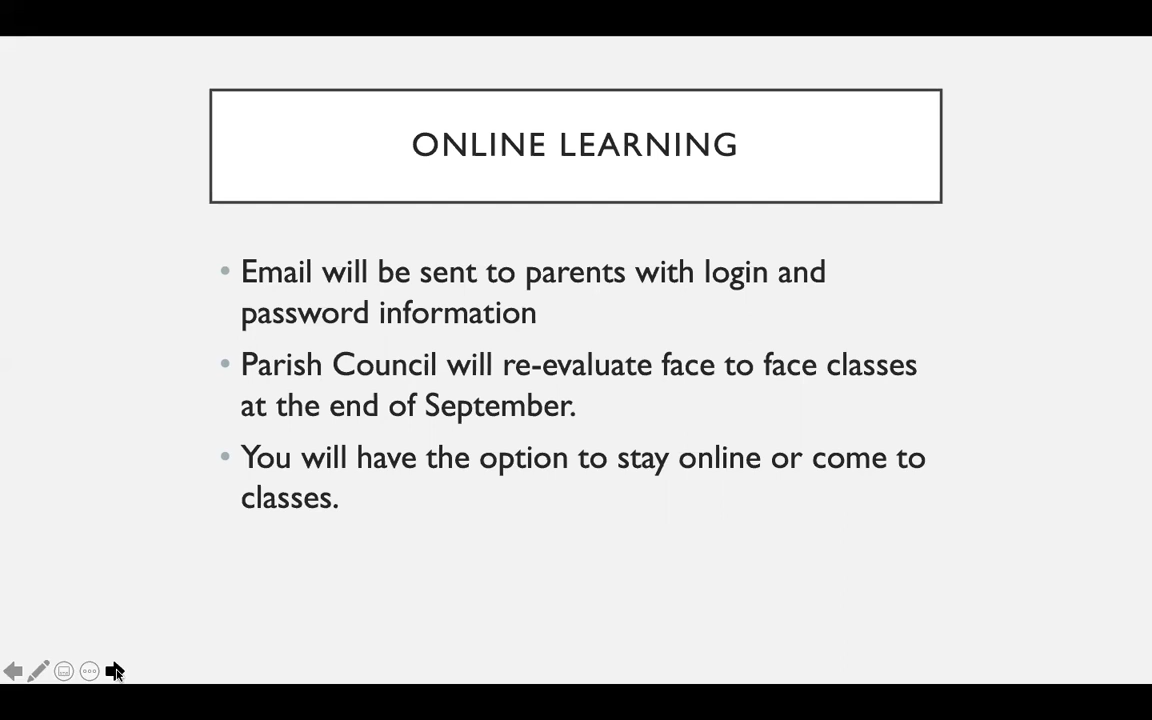 ONLINE LEARNING
• Email will be sent to parents with login and
password information
• Parish Council will re-evaluate face to face classes
at the end of September.
• You will have the option to stay online or come to
classes.